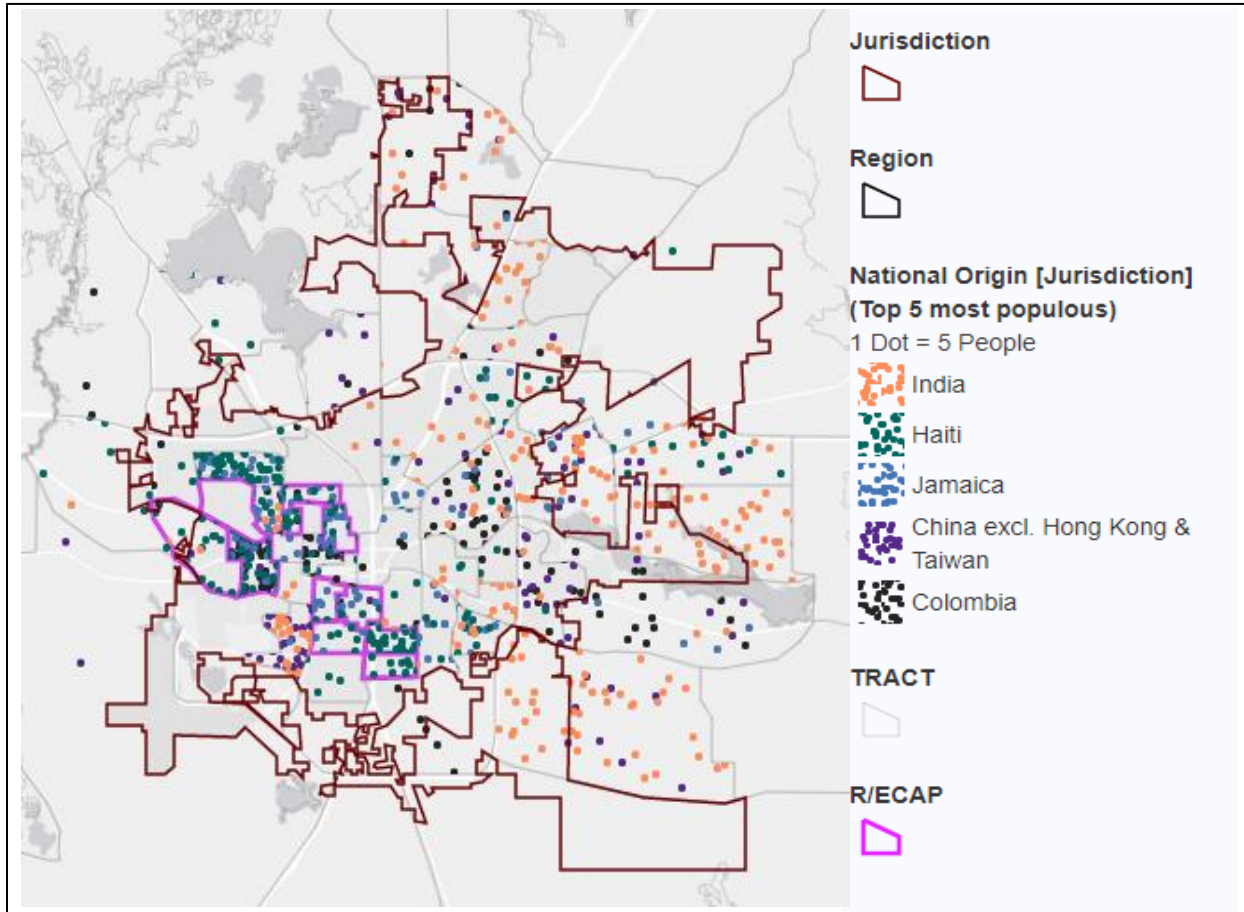 Jurisdiction
Region
National Origin [Jurisdiction]
(Top 5 most populous)
1 Dot = 5 People
India
Haiti
Jamaica
China excl. Hong Kong &
Taiwan
Colombia
TRACT
R/ECAP